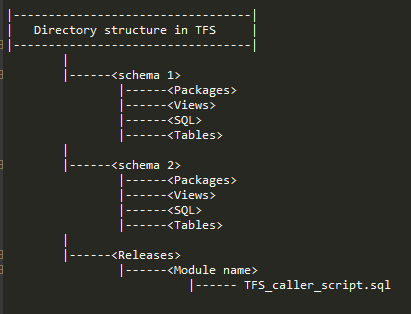 |----------------------------------|
|   Directory structure in TFS     |
|----------------------------------|
        |
        |------<schema 1>
                |------<Packages>
                |------<Views>
                |------<SQL>
                |------<Tables>
        |
        |------<schema 2>
                |------<Packages>
                |------<Views>
                |------<SQL>
                |------<Tables>
        |
        |------<Releases>
                |------<Module name>
                          |------ TFS_caller_script.sql